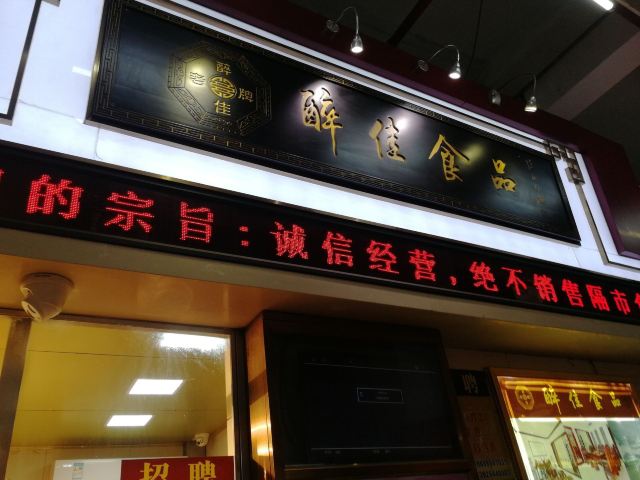 醉
老 牌
佳
醉佳食品
的宗旨：诚信经营，绝不销售隔市
醉佳食品
招聘